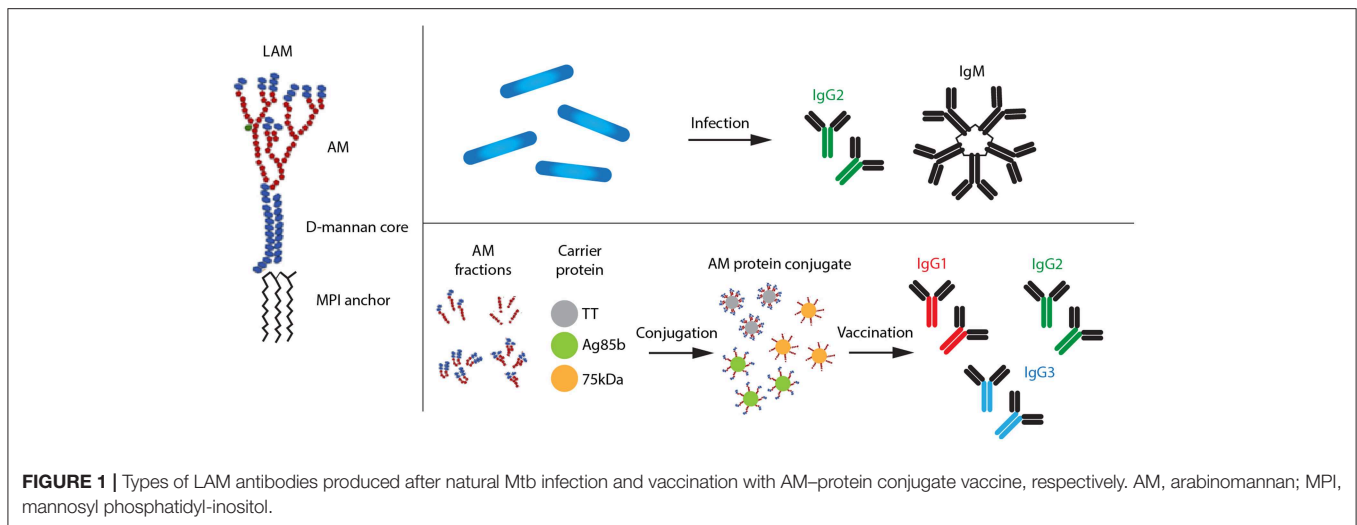 LAM
AM
D-mannan core
MPI anchor
Infection
IgG2
IgM
AM
fractions
Carrier
protein
TT
Ag85b
75kDa
Conjugation
AM protein conjugate
Vaccination
IgG1
IgG2
IgG3
FIGURE 1 | Types of LAM antibodies produced after natural Mtb infection and vaccination with AM–protein conjugate vaccine, respectively. AM, arabinomannan; MPI,
mannosyl phosphatidyl-inositol.